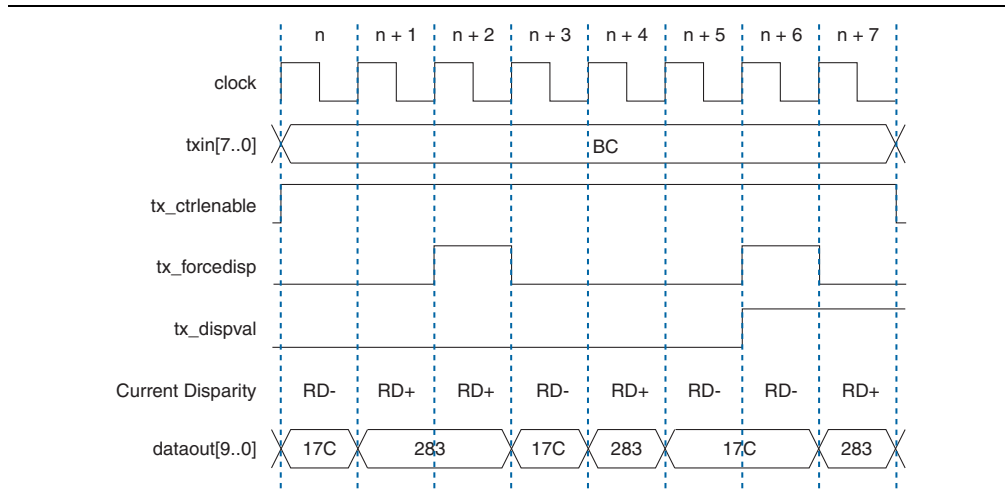 n n + 1 n + 2 n + 3 n + 4 n + 5 n + 6 n + 7
clock
txin[7..0] BC
tx_ctrlenable
tx_forcedisp
tx_dispval
Current Disparity RD- RD+ RD+ RD- RD+ RD- RD- RD+
dataout[9..0] 17C 283 17C 283 17C 283